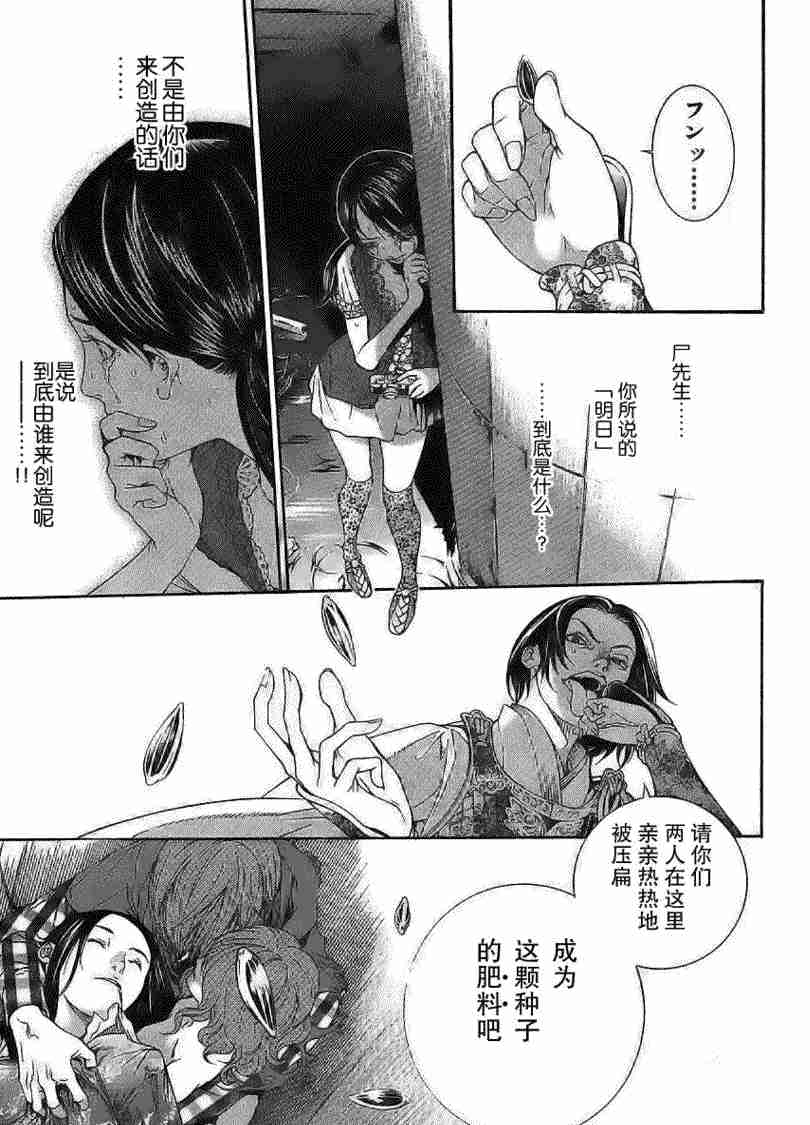 フンッ……
尸先生……
你所说的
「明日」
……到底是什么…?
不是由你们
来创造的话
……
是说
到底由谁来创造呢
——……!!
请你们
两人在这里
亲亲热热地
被压扁
成为
这颗种子
的肥料吧